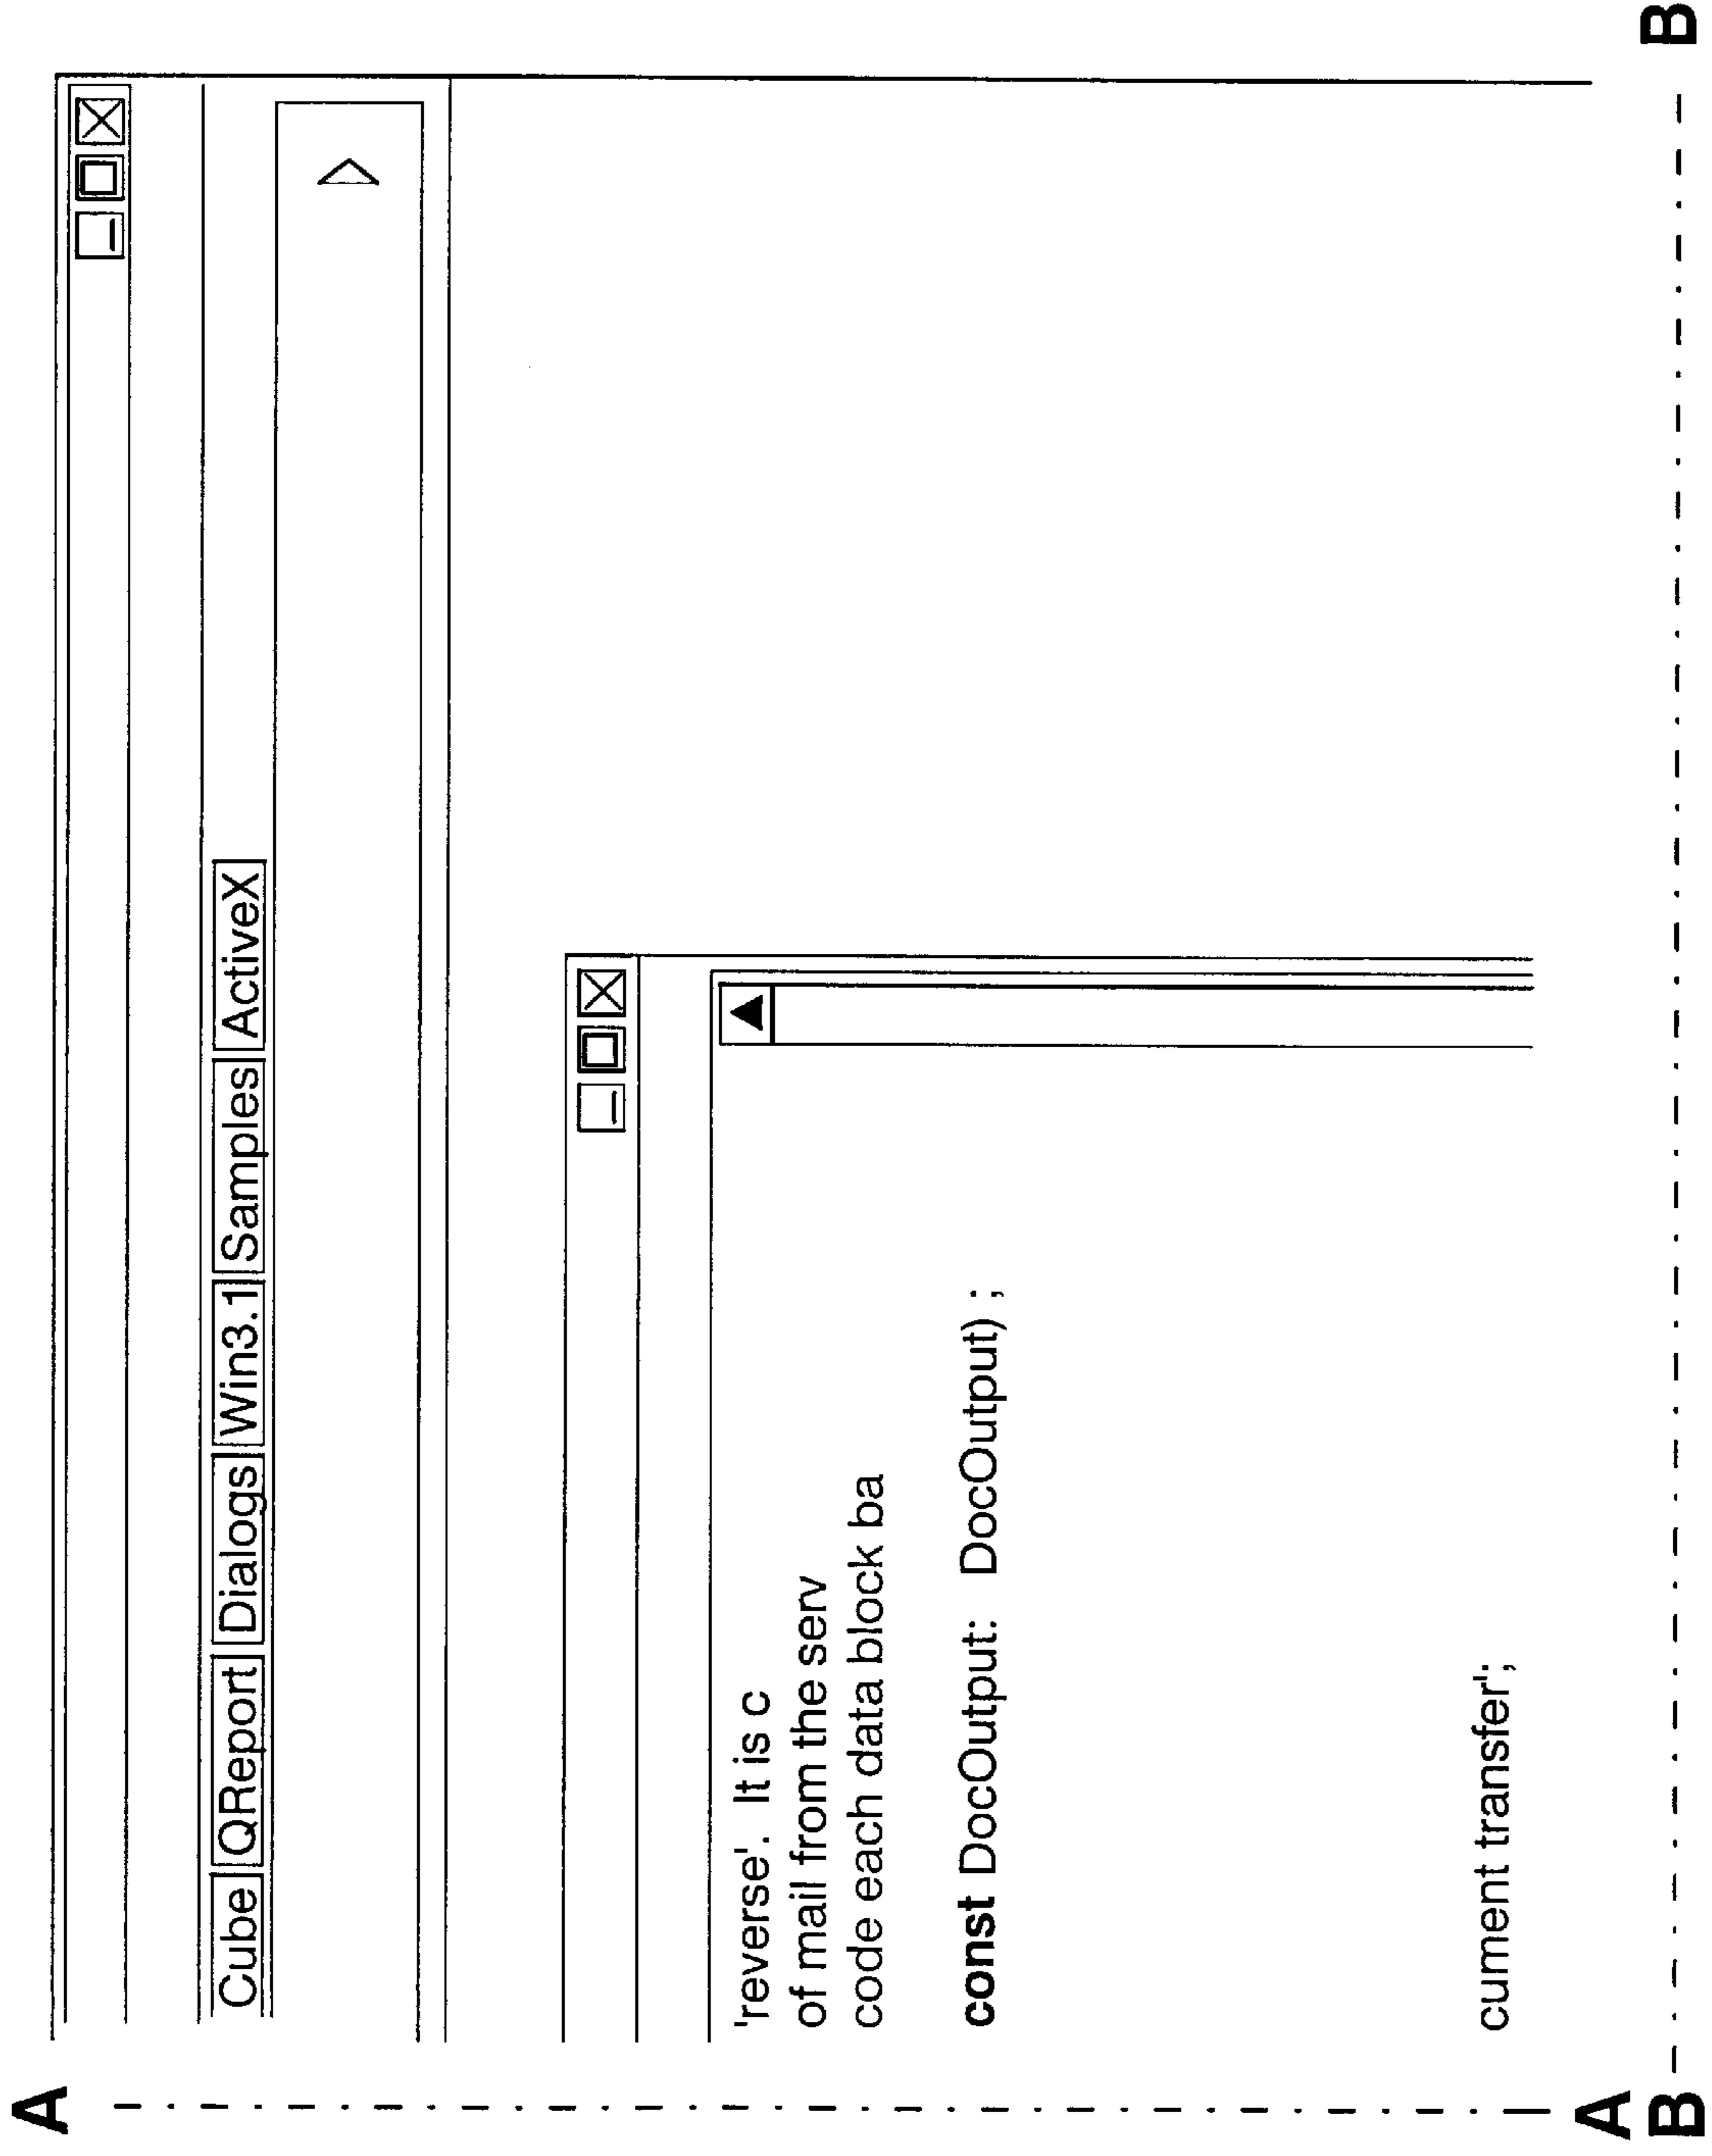 A
Cube QReport Dialogs Win3.1 Samples ActiveX
'reverse'. It is c
of mail from the serv
code each data block ba
const DocOutput: DocOutput) ;
cument transfer';
A
B B